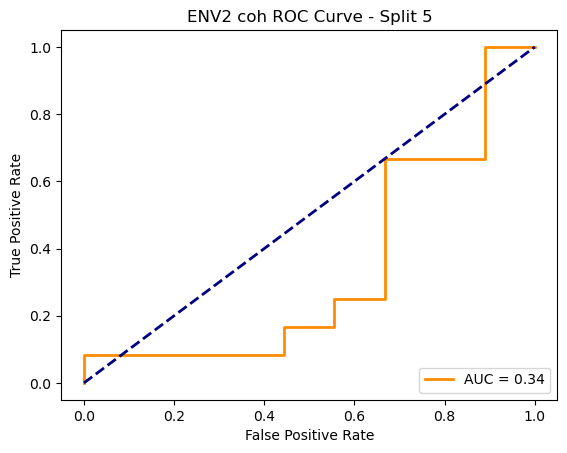 ENV2 coh ROC Curve - Split 5
True Positive Rate
1.0
0.8
0.6
0.4
0.2
0.0
AUC = 0.34
0.0 0.2 0.4 0.6 0.8 1.0
False Positive Rate